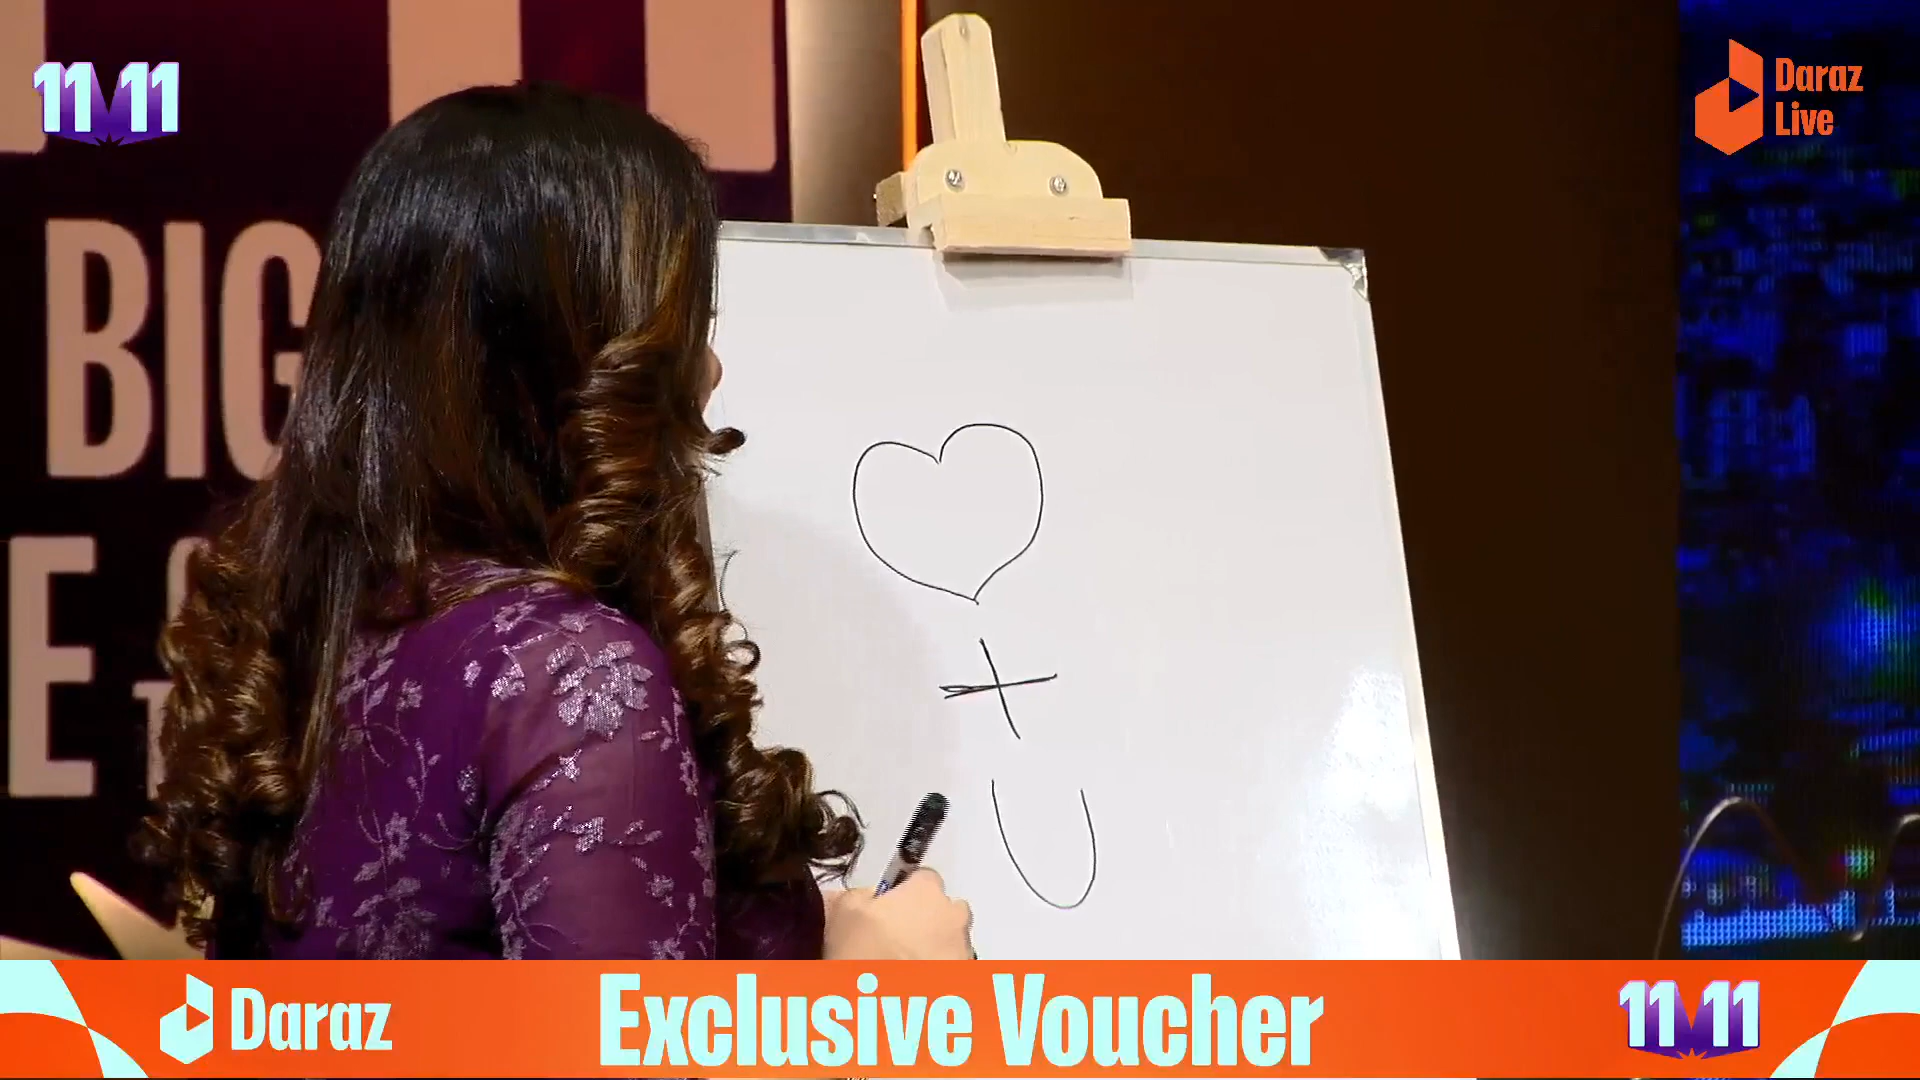 11 11
Daraz
Live
BIG
E
+
U
Daraz
Exclusive Voucher
11 11